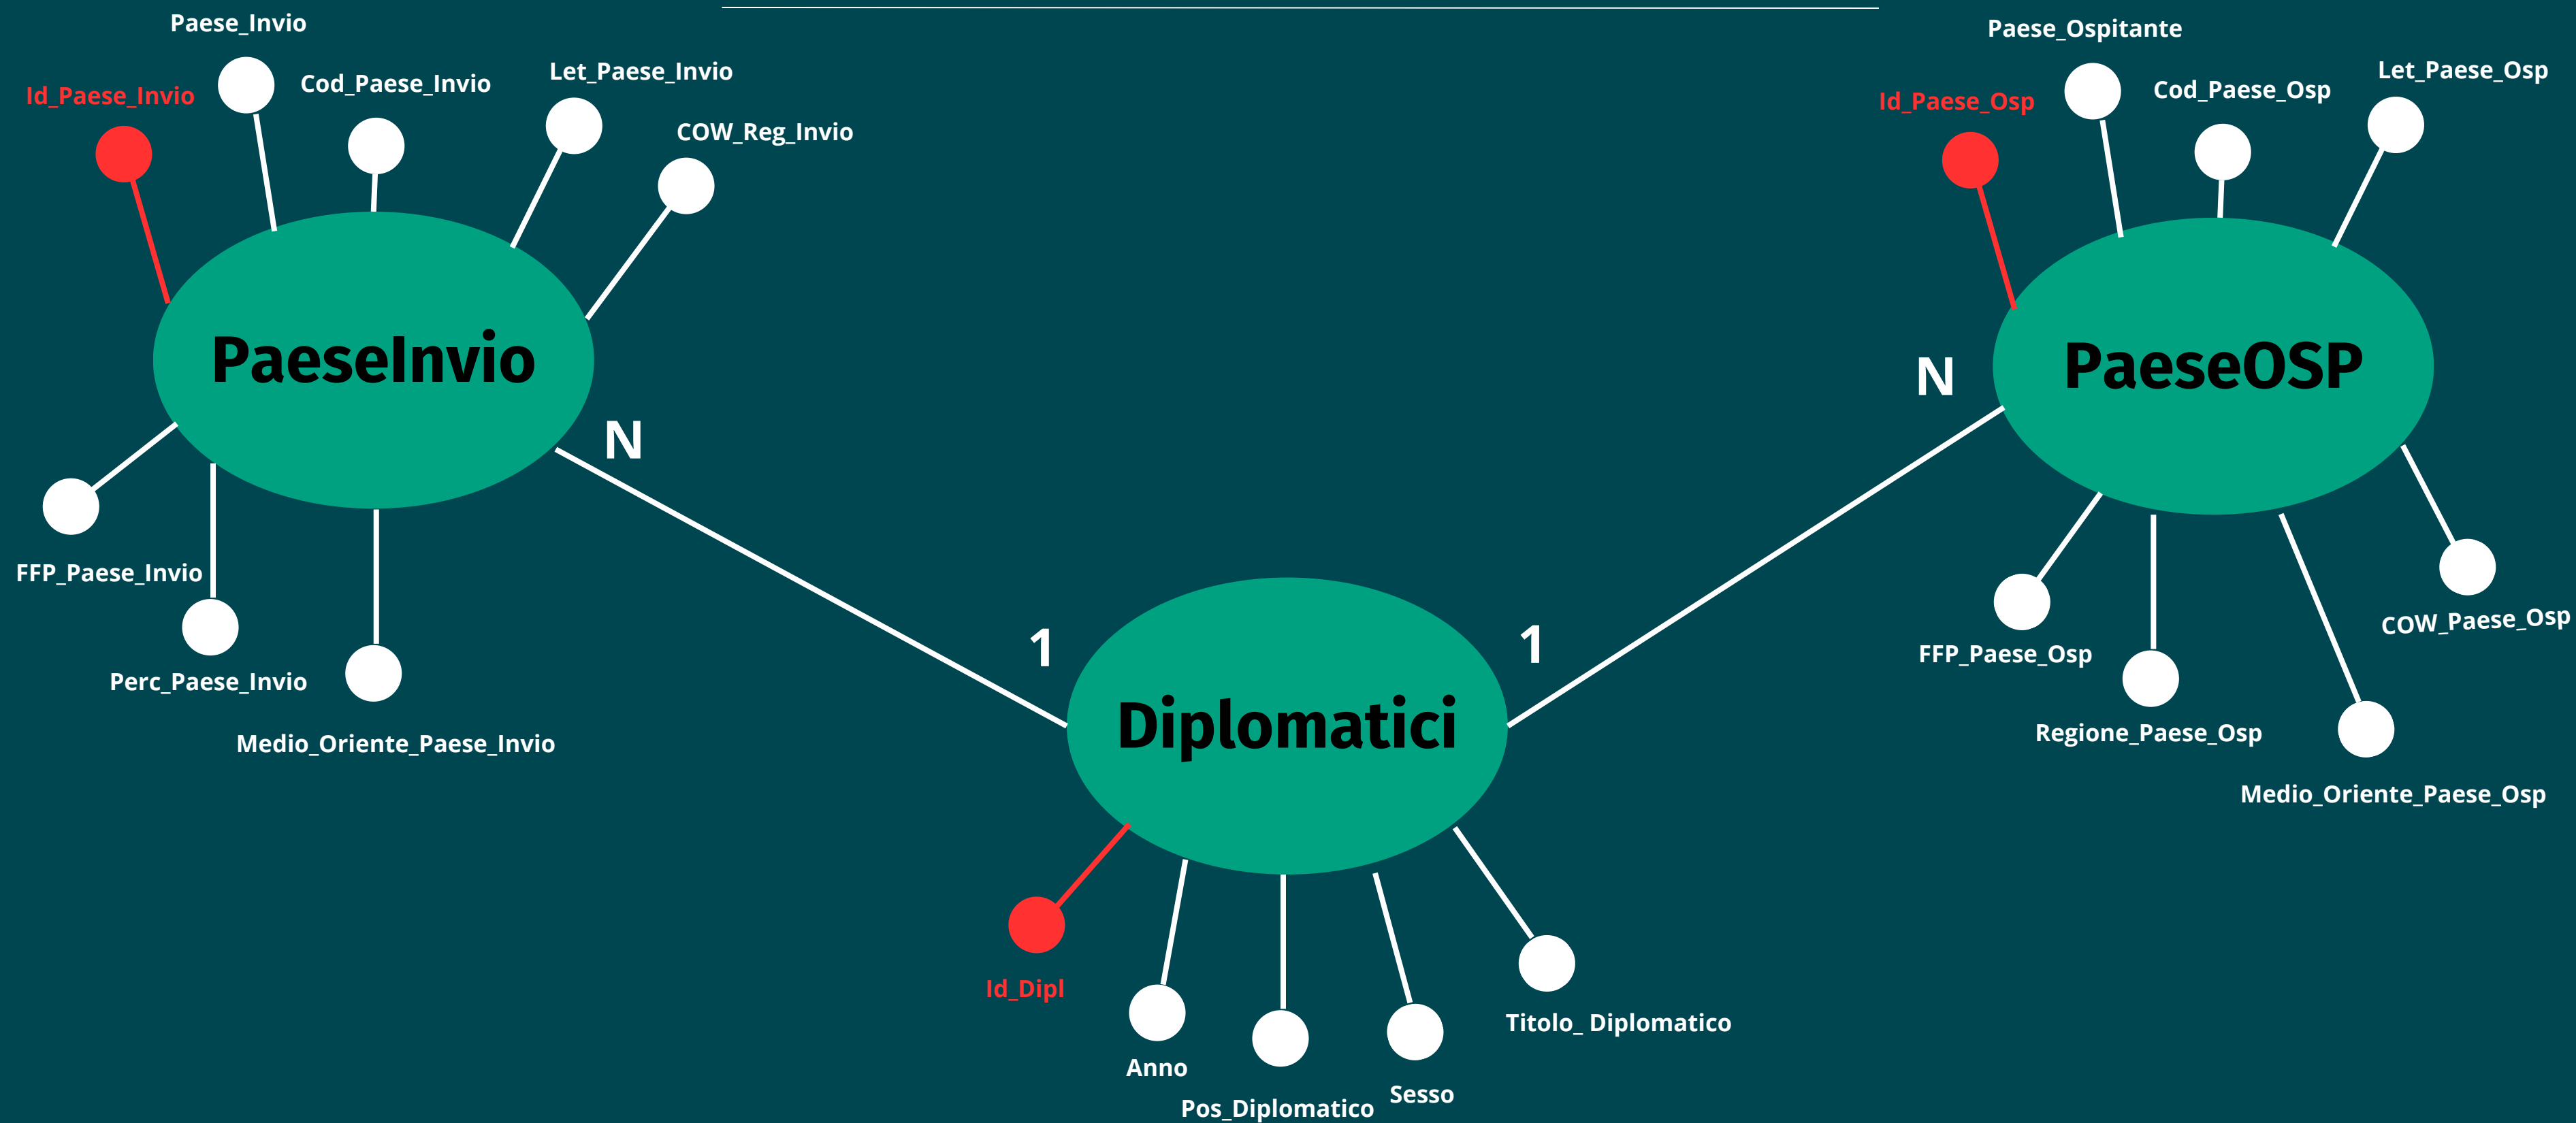 Paese_Invio
Id_Paese_Invio
Cod_Paese_Invio
Let_Paese_Invio
COW_Reg_Invio
PaeseInvio
N
FFP_Paese_Invio
Perc_Paese_Invio
Medio_Oriente_Paese_Invio
Paese_Ospitante
Id_Paese_Osp
Cod_Paese_Osp
Let_Paese_Osp
PaeseOSP
N
COW_Paese_Osp
FFP_Paese_Osp
Regione_Paese_Osp
Medio_Oriente_Paese_Osp
1
1
Diplomatici
Id_Dipl
Anno
Pos_Diplomatico
Sesso
Titolo_ Diplomatico